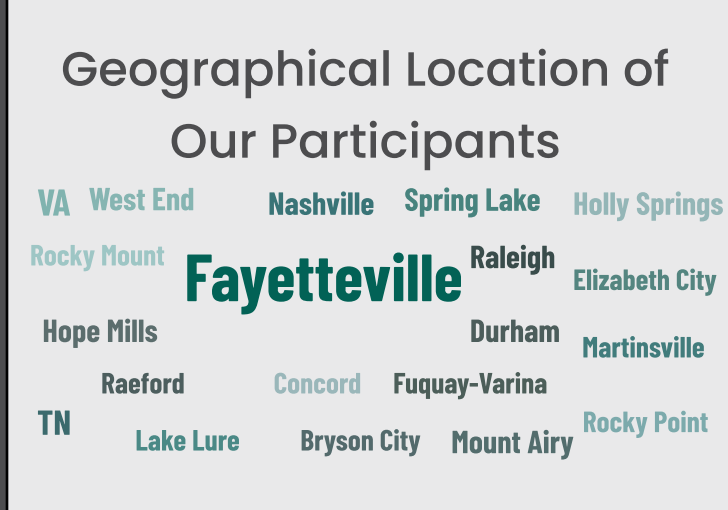 Geographical Location of
Our Participants
VA West End Nashville Spring Lake Holly Springs
Rocky Mount Fayetteville Raleigh Elizabeth City
Hope Mills Durham Martinsville
Raeford Concord Fuquay-Varina
TN Lake Lure Bryson City Mount Airy Rocky Point